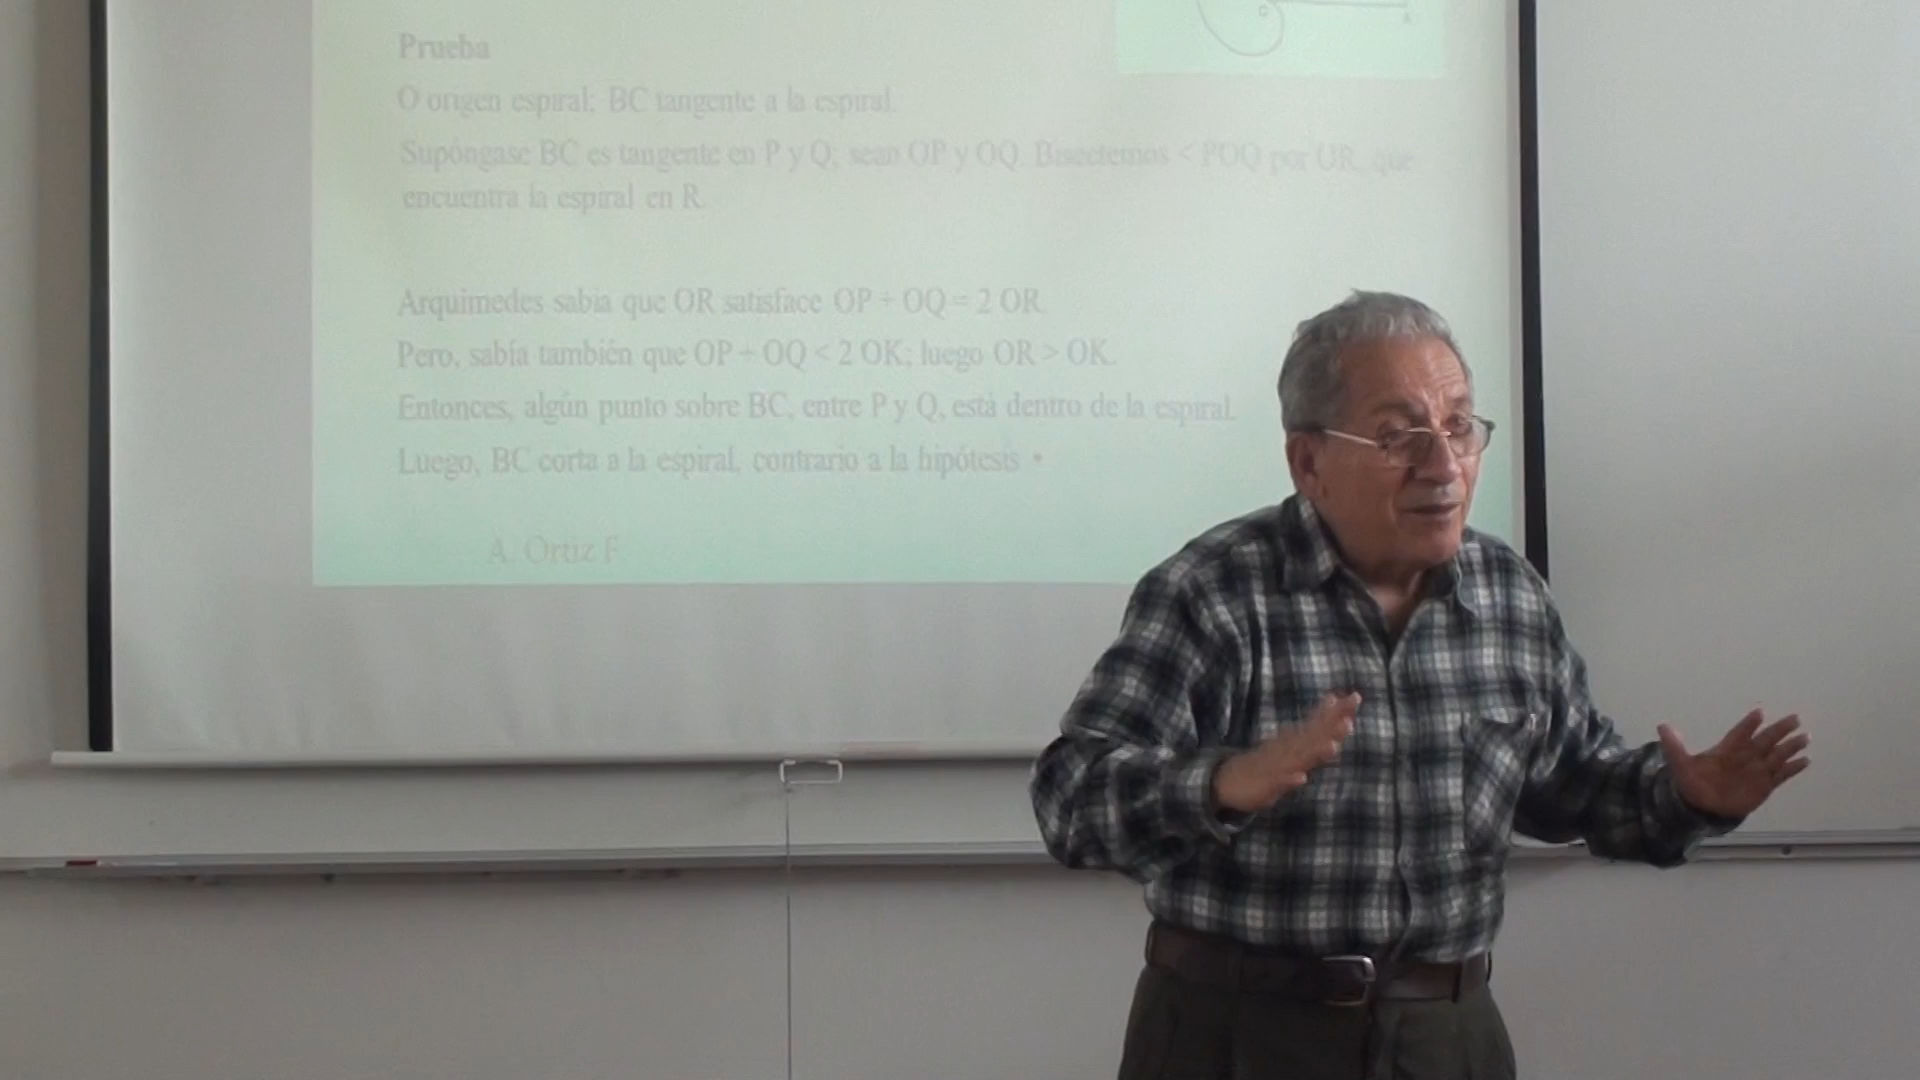 Prueba
O origen espiral; BC tangente a la espiral.
Supóngase BC es tangente en P y Q; sean OP y OQ. Bisectemos < POQ por OR, que
encuentra la espiral en R.
Arquimedes sabia que OR satisface OP + OQ = 2 OR.
Pero, sabía también que OP + OQ < 2 OK; luego OR > OK.
Entonces, algún punto sobre BC, entre P y Q, está dentro de la espiral.
Luego, BC corta a la espiral, contrario a la hipótesis •
A. Ortiz F